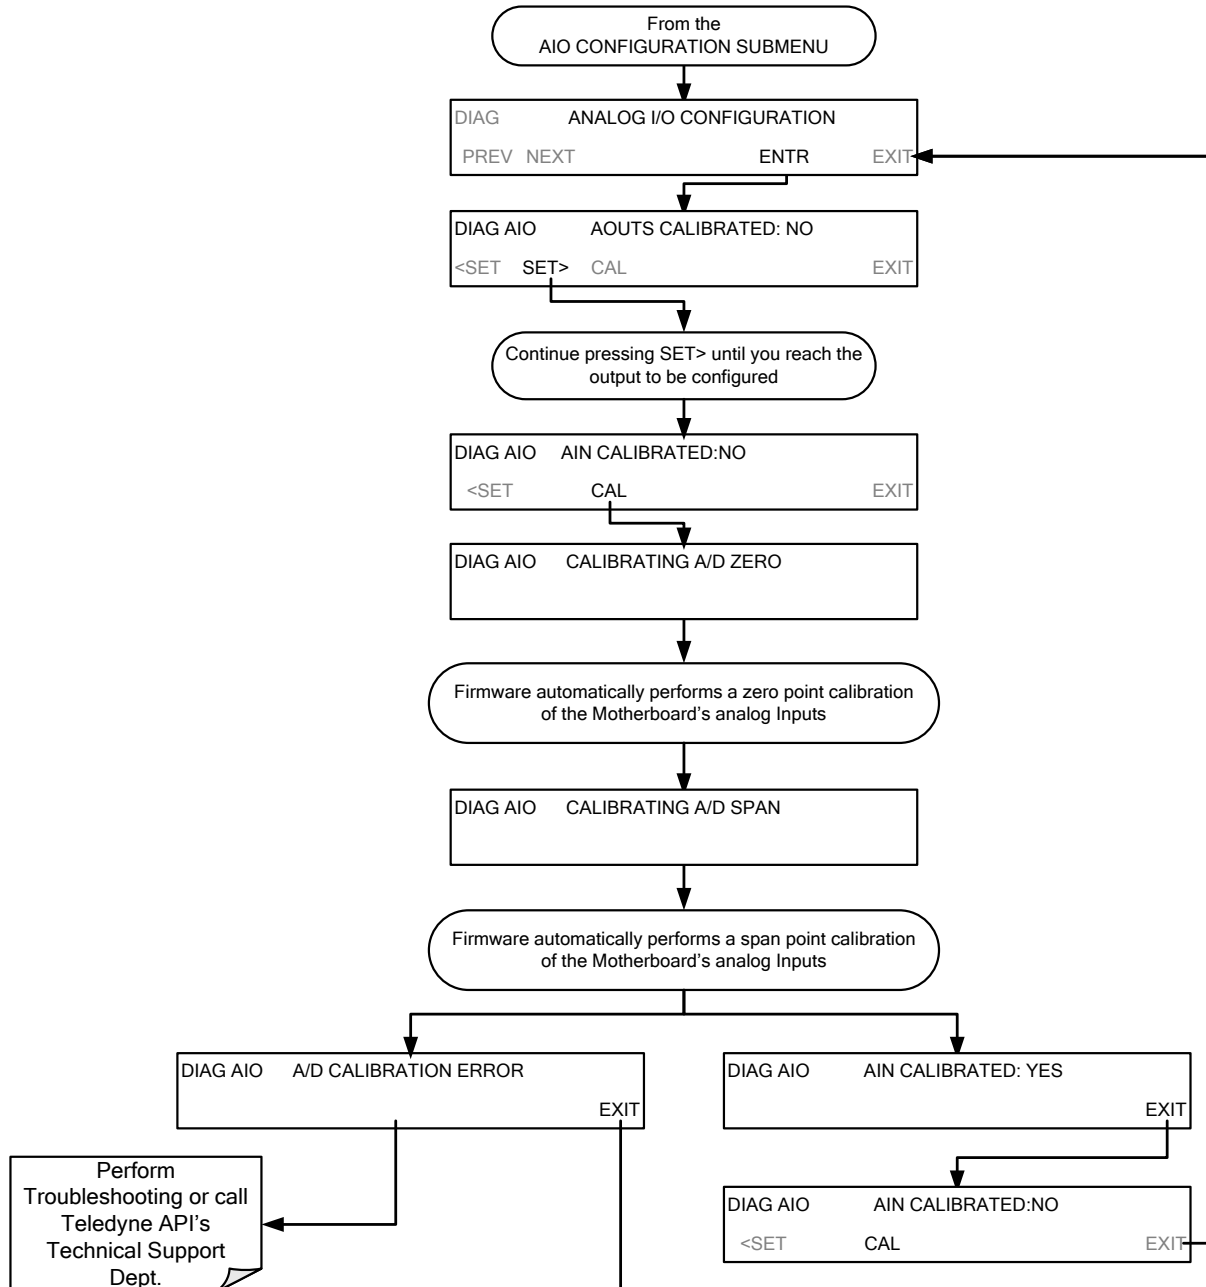 From the
AIO CONFIGURATION SUBMENU
DIAG ANALOG I/O CONFIGURATION
PREV NEXT ENTR EXIT
DIAG AIO AOUTS CALIBRATED: NO
<SET SET> CAL EXIT
Continue pressing SET> until you reach the
output to be configured
DIAG AIO AIN CALIBRATED:NO
<SET CAL EXIT
DIAG AIO CALIBRATING A/D ZERO
Firmware automatically performs a zero point calibration
of the Motherboard’s analog Inputs
DIAG AIO CALIBRATING A/D SPAN
Firmware automatically performs a span point calibration
of the Motherboard’s analog Inputs
DIAG AIO A/D CALIBRATION ERROR
EXIT
Perform
Troubleshooting or call
Teledyne API’s
Technical Support
Dept.
DIAG AIO AIN CALIBRATED: YES
EXIT
DIAG AIO AIN CALIBRATED:NO
<SET CAL EXIT